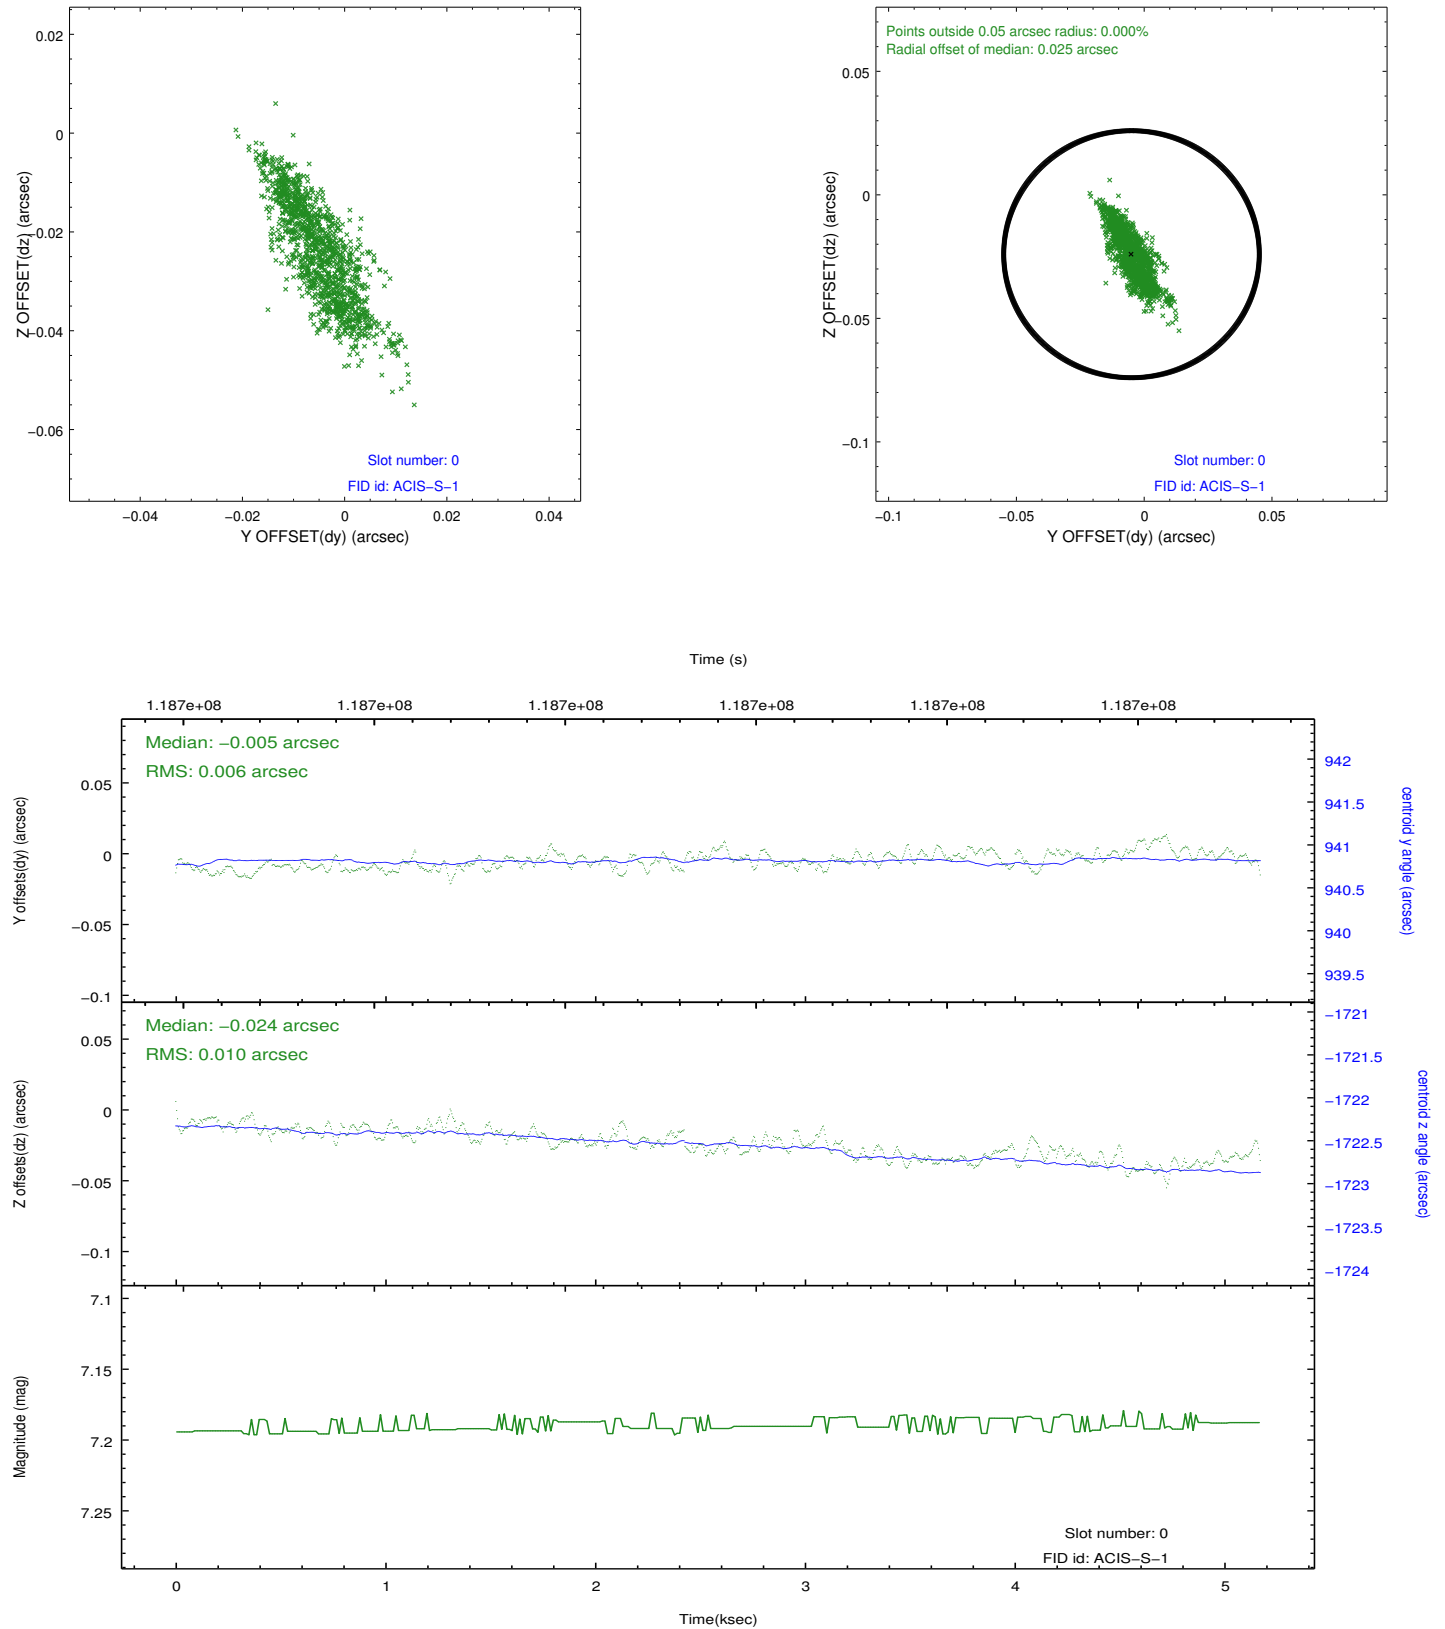 0.02
0
−0.02
−0.04
−0.06
Z OFFSET(dz) (arcsec)
Slot number: 0
FID id: ACIS−S−1
−0.04
−0.02
0
0.02
0.04
Y OFFSET(dy) (arcsec)
Points outside 0.05 arcsec radius: 0.000%
Radial offset of median: 0.025 arcsec
0.05
0
−0.05
−0.1
Z OFFSET(dz) (arcsec)
Slot number: 0
FID id: ACIS−S−1
−0.1
−0.05
0
0.05
Y OFFSET(dy) (arcsec)
Time (s)
1.187e+08
1.187e+08
1.187e+08
1.187e+08
1.187e+08
1.187e+08
Median: −0.005 arcsec
RMS: 0.006 arcsec
0.05
0
−0.05
−0.1
Y offsets(dy) (arcsec)
942
941.5
941
940.5
940
939.5
centroid y angle (arcsec)
Median: −0.024 arcsec
RMS: 0.010 arcsec
0.05
0
−0.05
−0.1
Z offsets(dz) (arcsec)
−1721
−1721.5
−1722
−1722.5
−1723
−1723.5
−1724
centroid z angle (arcsec)
7.1
7.15
7.2
7.25
Magnitude (mag)
Slot number: 0
FID id: ACIS−S−1
0
1
2
3
4
5
Time(ksec)